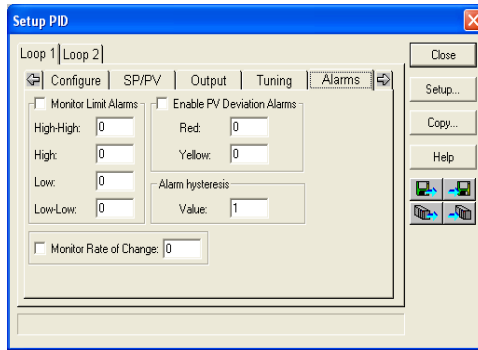 Setup PID
Loop 1 Loop 2
Configure SP/PV Output Tuning Alarms
Monitor Limit Alarms
High-High: 0
High: 0
Low: 0
Low-Low: 0
Enable PV Deviation Alarms
Red: 0
Yellow: 0
Alarm hysteresis
Value: 1
Monitor Rate of Change: 0
Close
Setup...
Copy...
Help